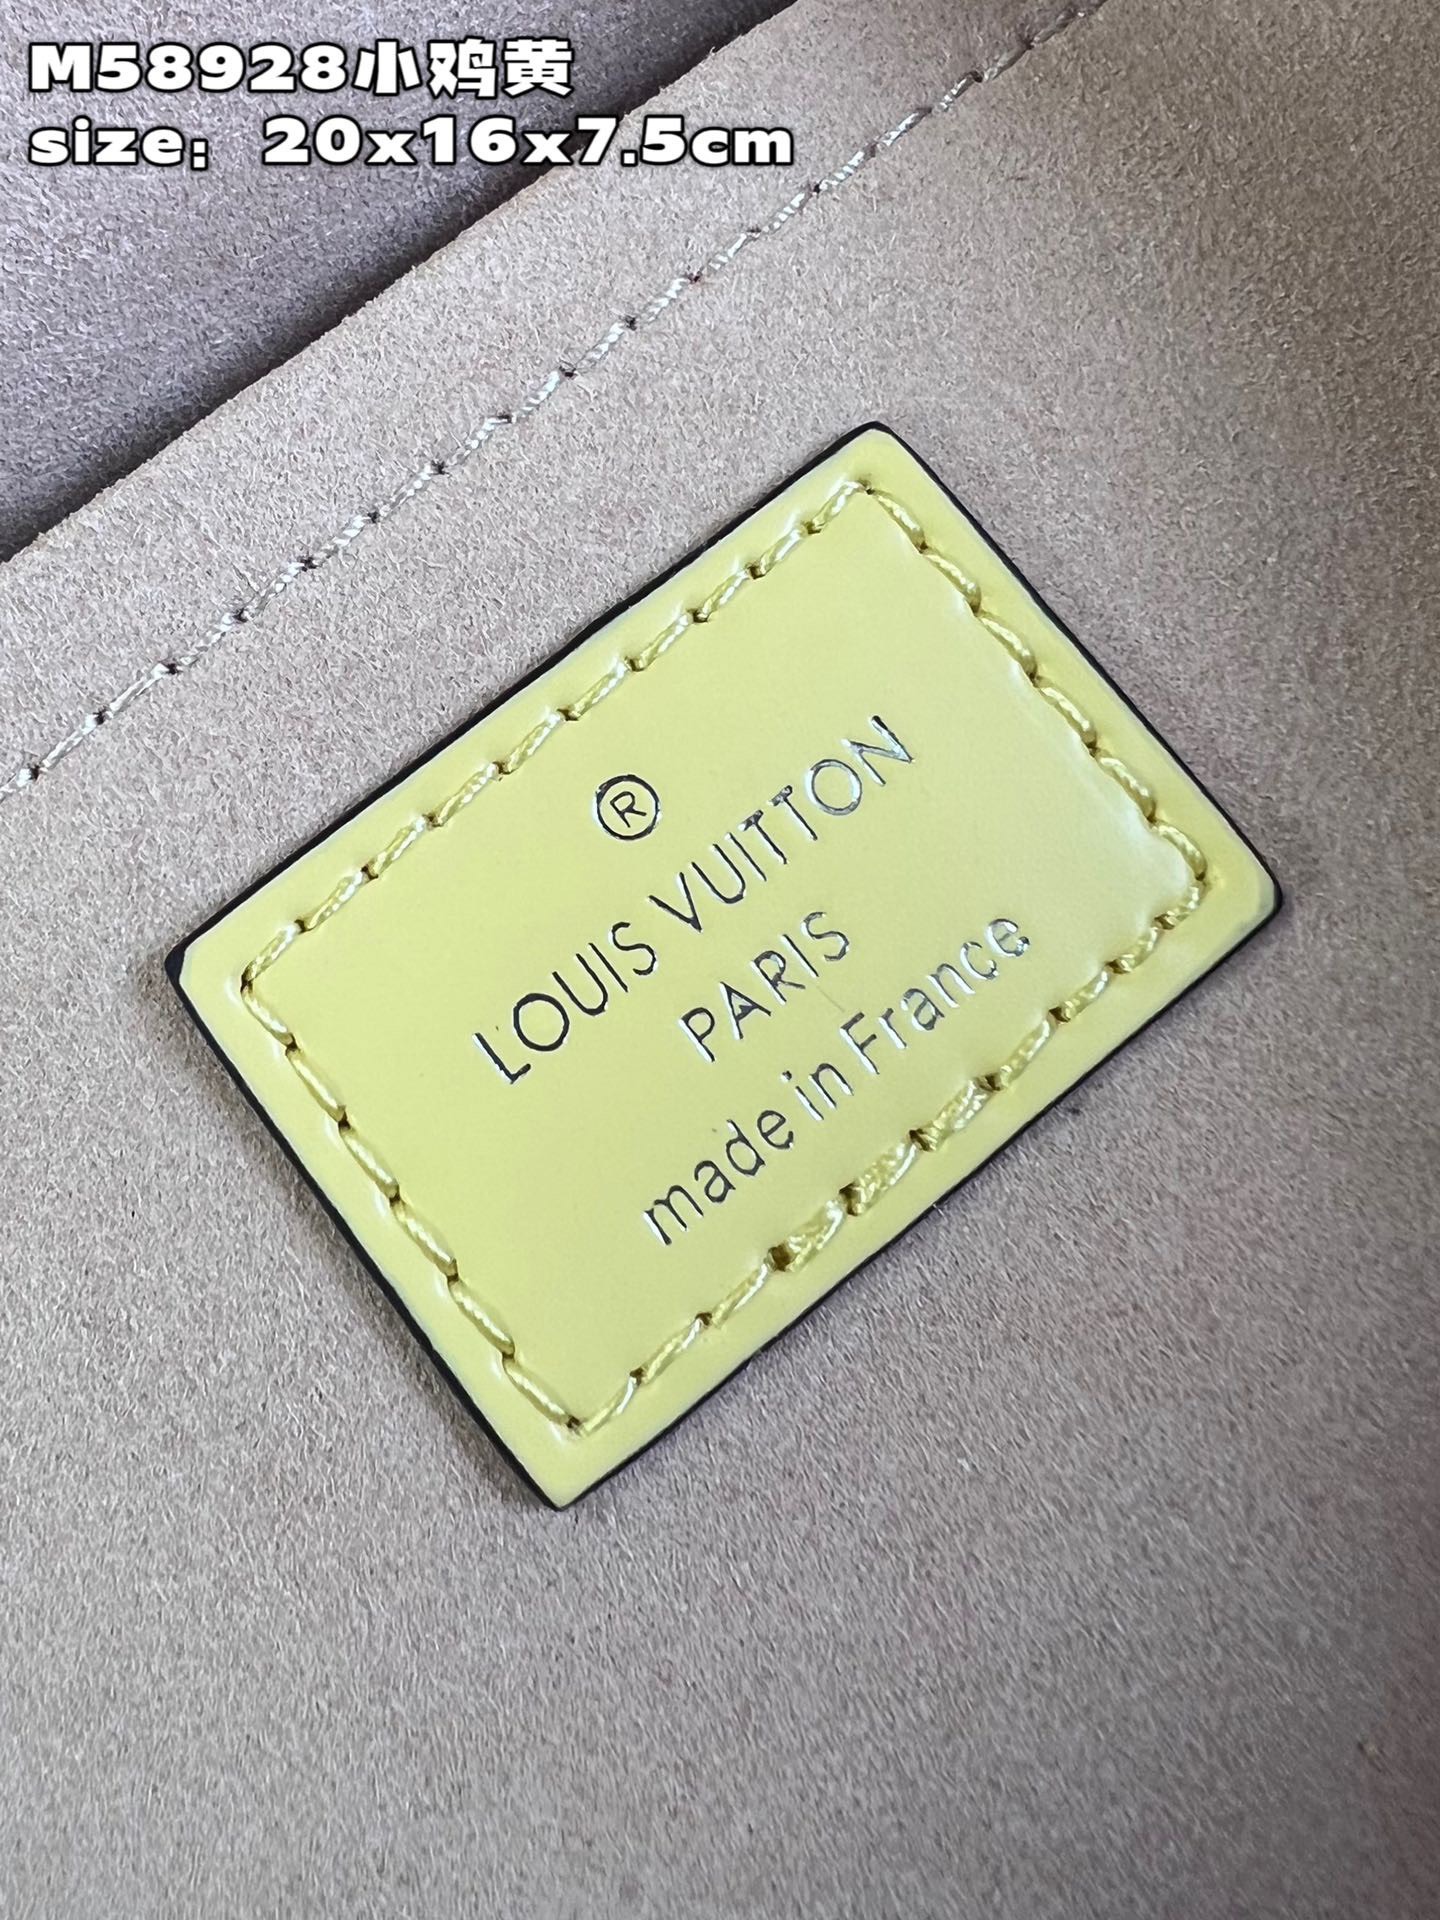 M58928小鸡黄
size：20x16x7.5cm
®
LOUIS VUITTON
PARIS
made in France